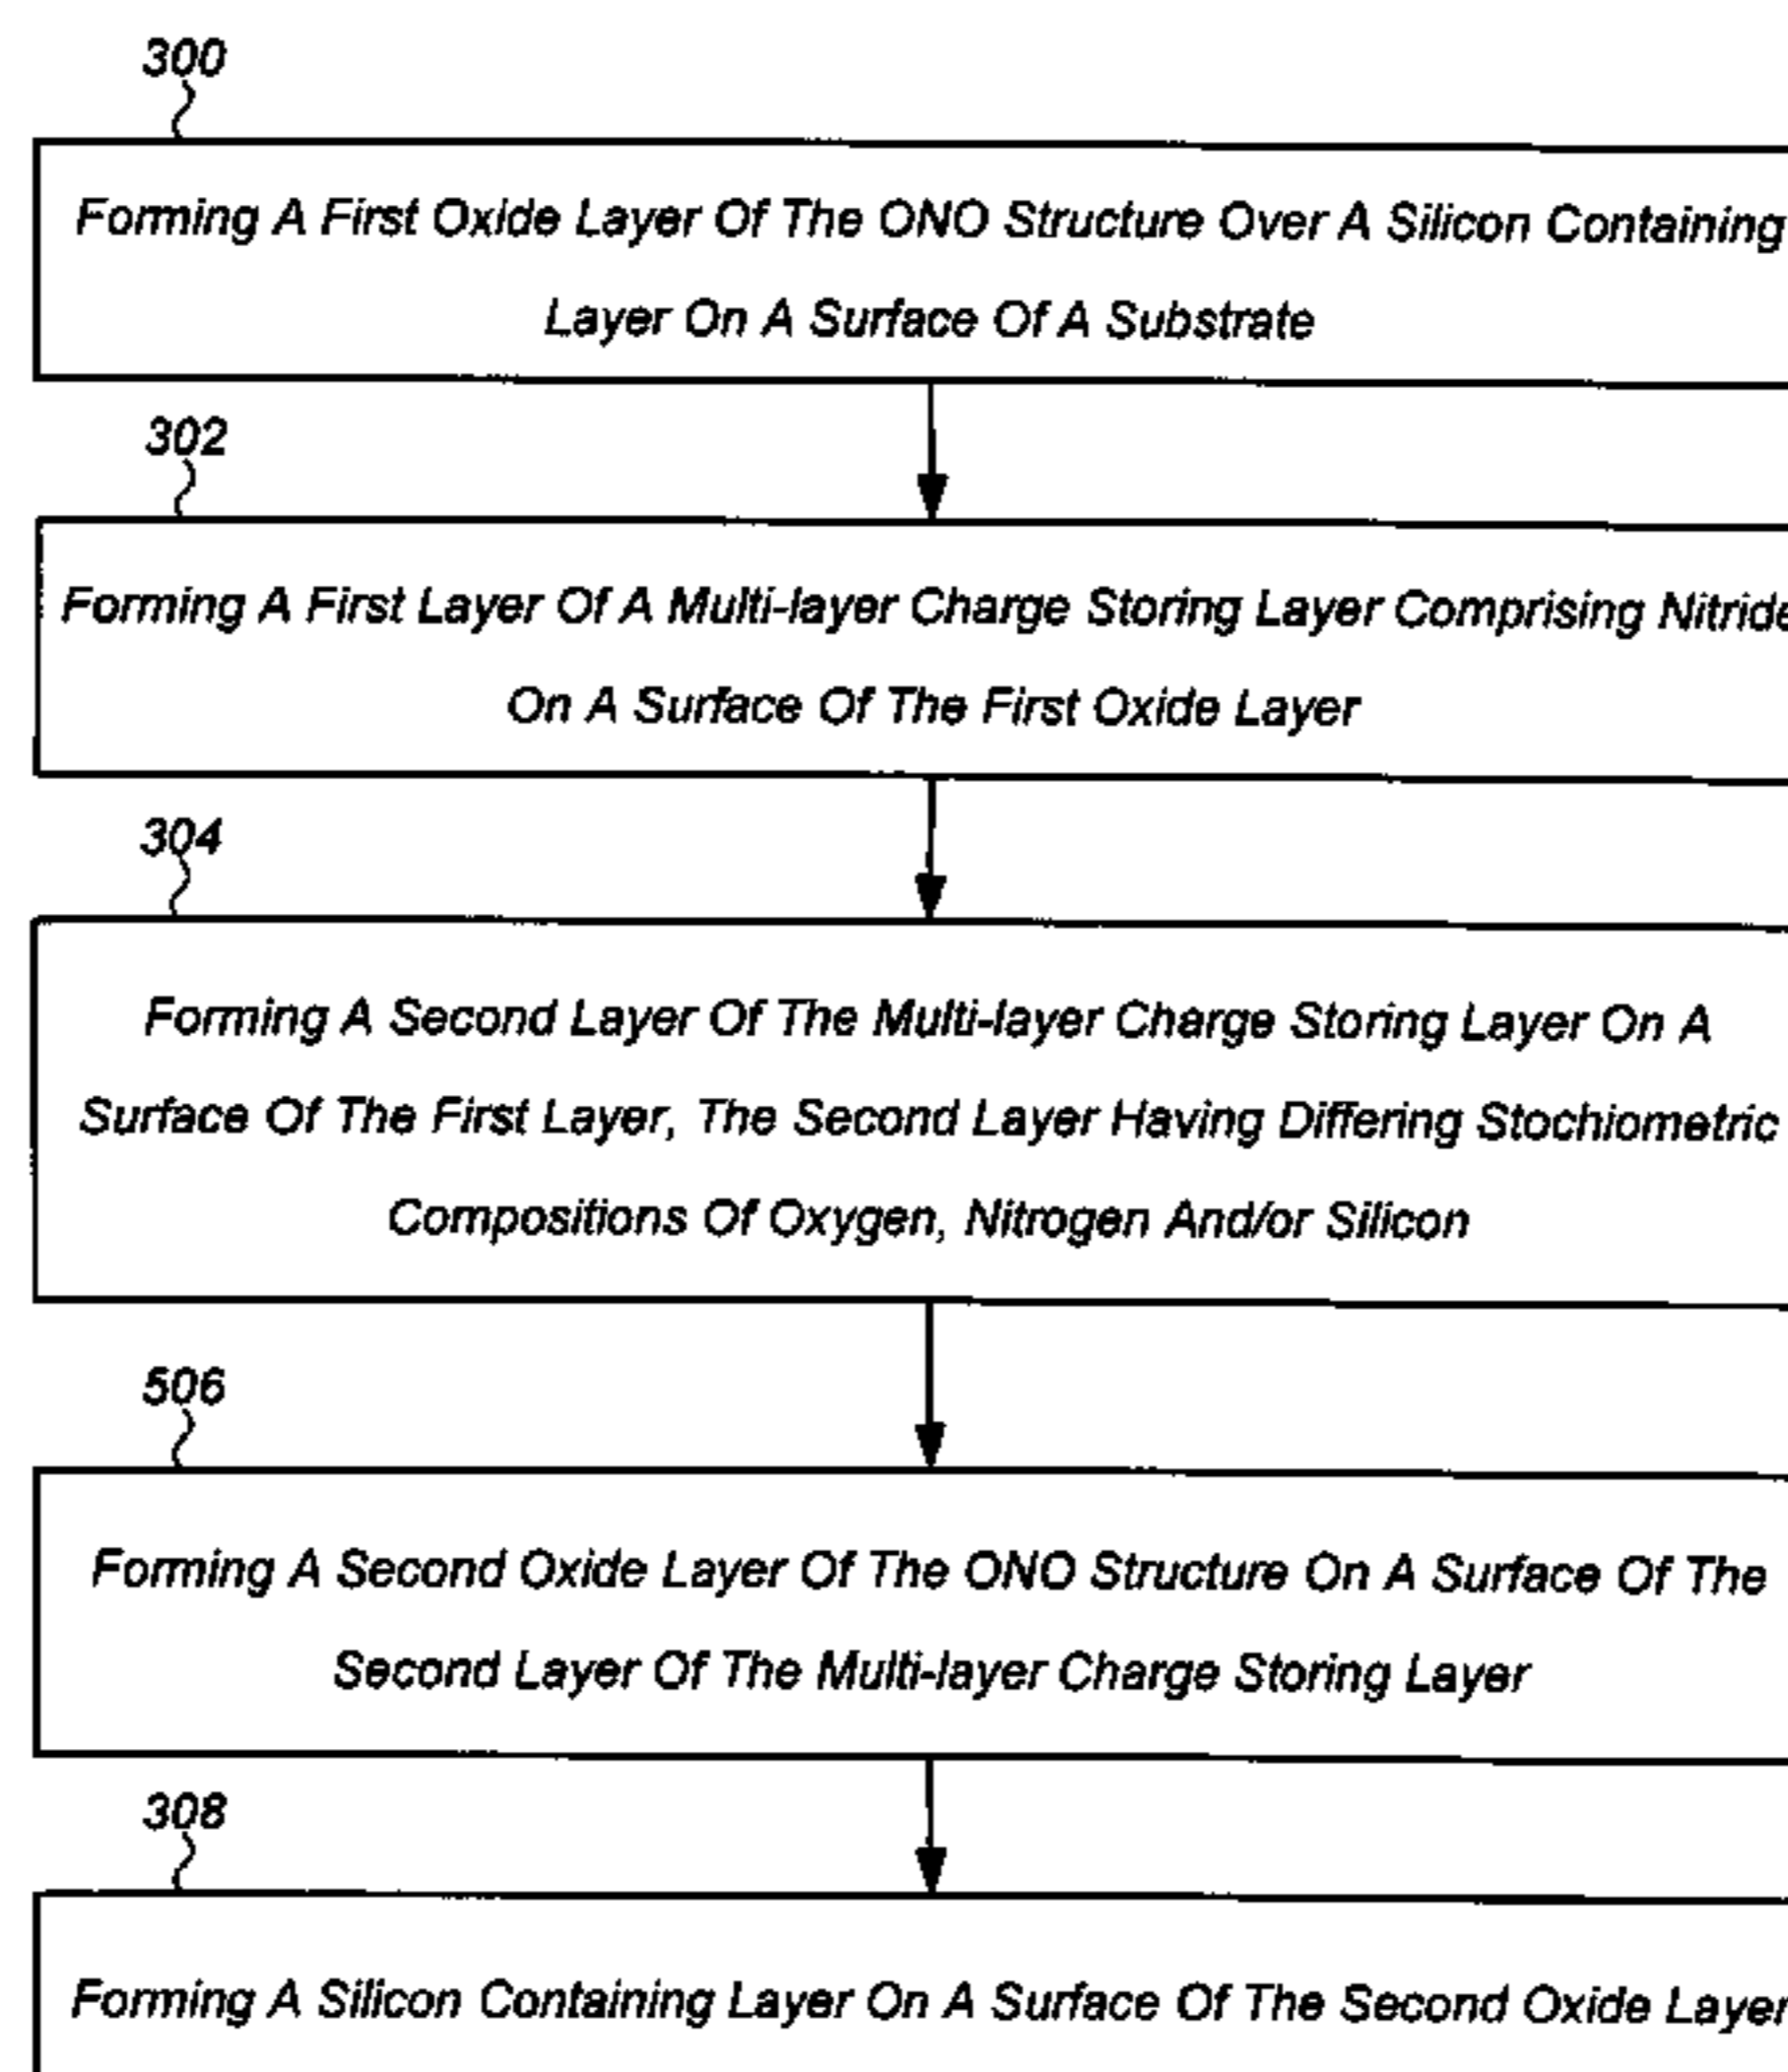 300
Forming A First Oxide Layer Of The ONO Structure Over A Silicon Containing
Layer On A Surface Of A Substrate
302
Forming A First Layer Of A Multi-layer Charge Storing Layer Comprising Nitride
On A Surface Of The First Oxide Layer
304
Forming A Second Layer Of The Multi-layer Charge Storing Layer On A
Surface Of The First Layer, The Second Layer Having Differing Stochiometric
Compositions Of Oxygen, Nitrogen And/or Silicon
506
Forming A Second Oxide Layer Of The ONO Structure On A Surface Of The
Second Layer Of The Multi-layer Charge Storing Layer
308
Forming A Silicon Containing Layer On A Surface Of The Second Oxide Layer